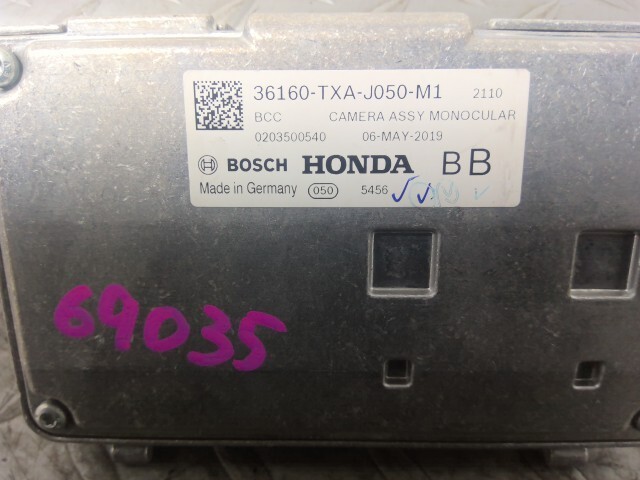 36160-TXA-J050-M1 2110
BCC CAMERA ASSY MONOCULAR
0203500540 06-MAY-2019
BOSCH HONDA BB
Made in Germany 050 5456
69035